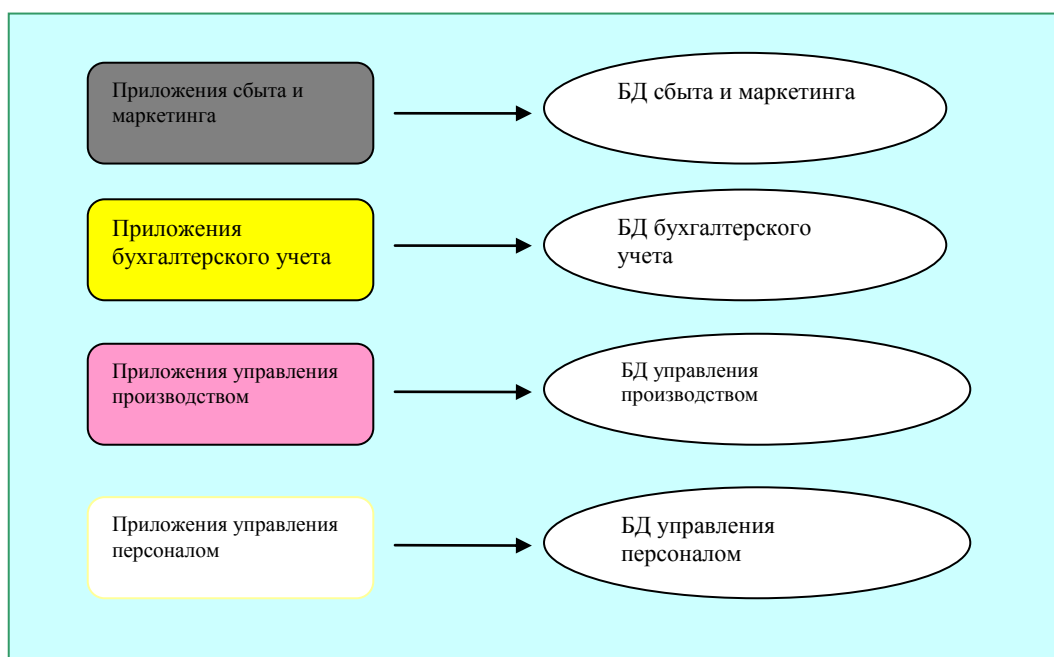 Приложения сбыта и
маркетинга
БД сбыта и маркетинга
Приложения
бухгалтерского учета
БД бухгалтерского
учета
Приложения управления
производством
БД управления
производством
Приложения управления
персоналом
БД управления
персоналом